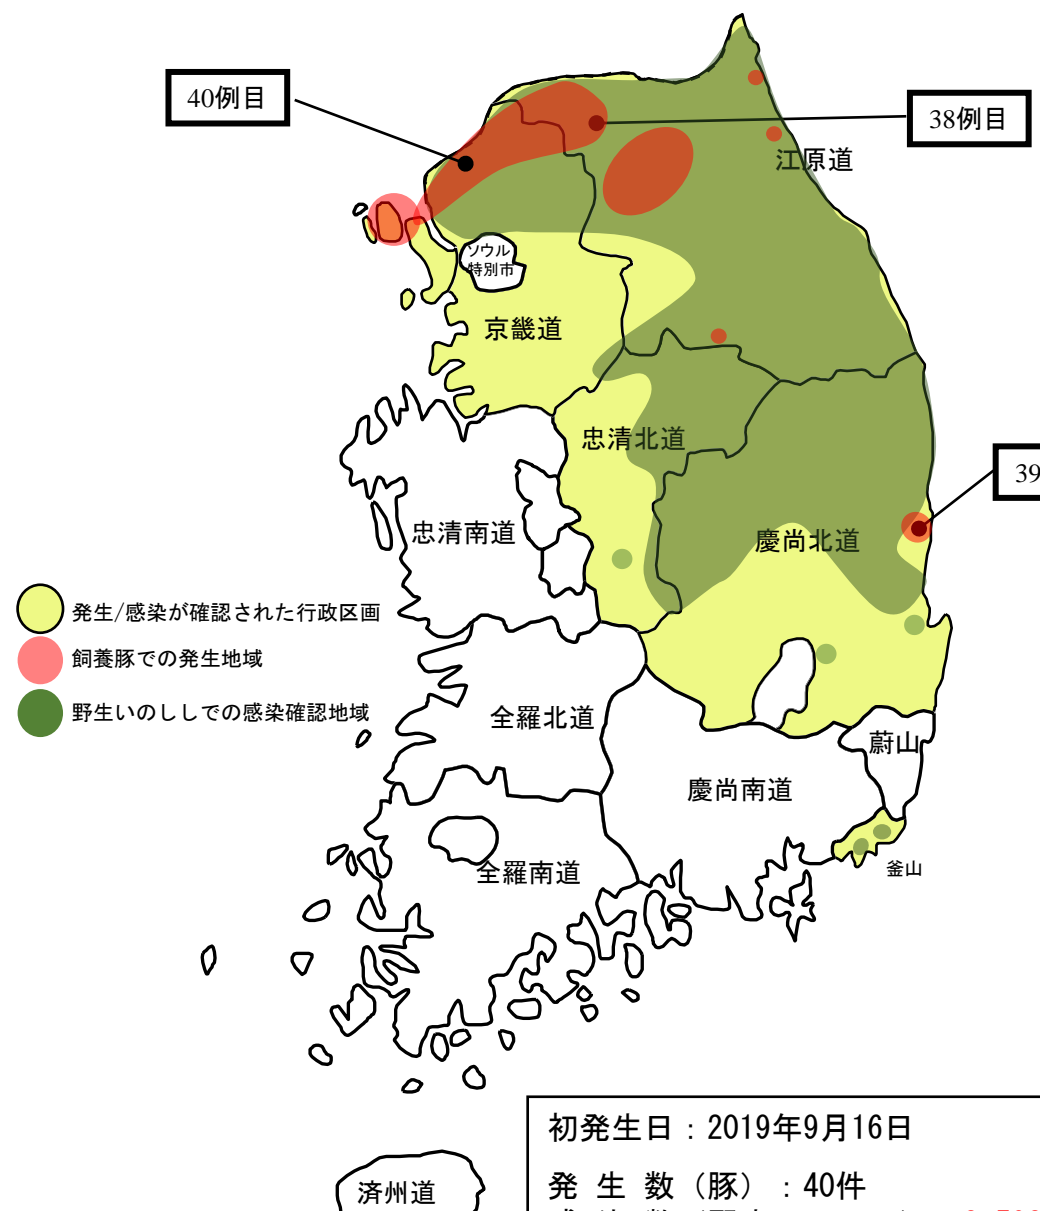 40例目
38例目
江原道
ソウル
特別市
京畿道
忠清北道
39
忠清南道
慶尚北道
発生/感染が確認された行政区画
飼養豚での発生地域
野生いのししでの感染確認地域
全羅北道
蔚山
慶尚南道
全羅南道
釜山
初発生日：2019年9月16日
発 生 数（豚）：40件
済州道